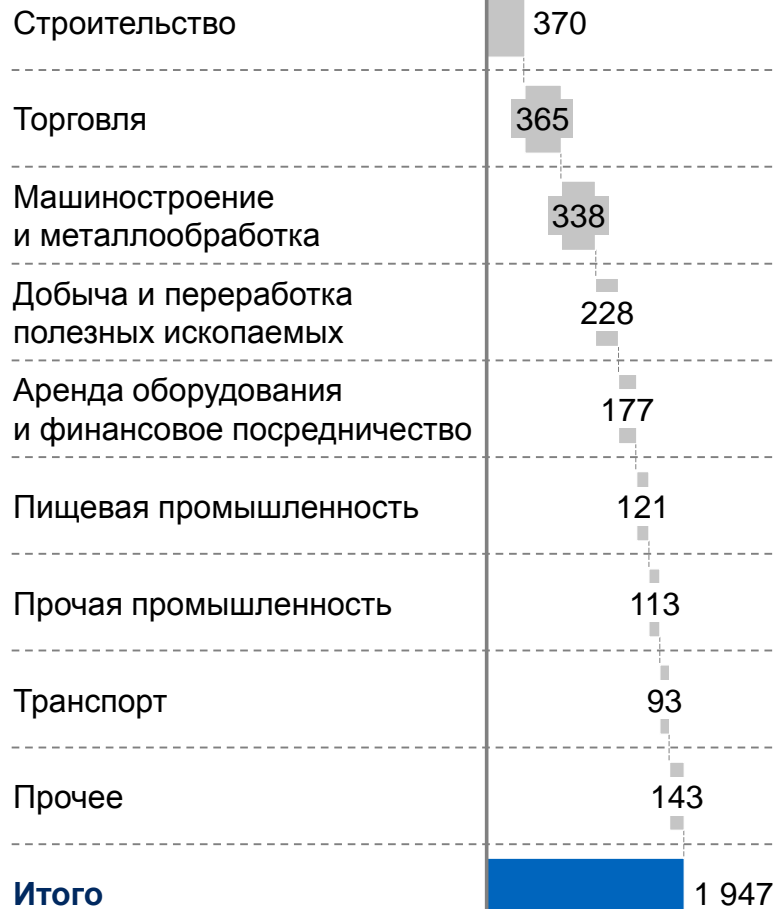 Строительство 370
Торговля 365
Машиностроение
и металлообработка 338
Добыча и переработка
полезных ископаемых 228
Аренда оборудования
и финансовое посредничество 177
Пищевая промышленность 121
Прочая промышленность 113
Транспорт 93
Прочее 143
Итого 1 947